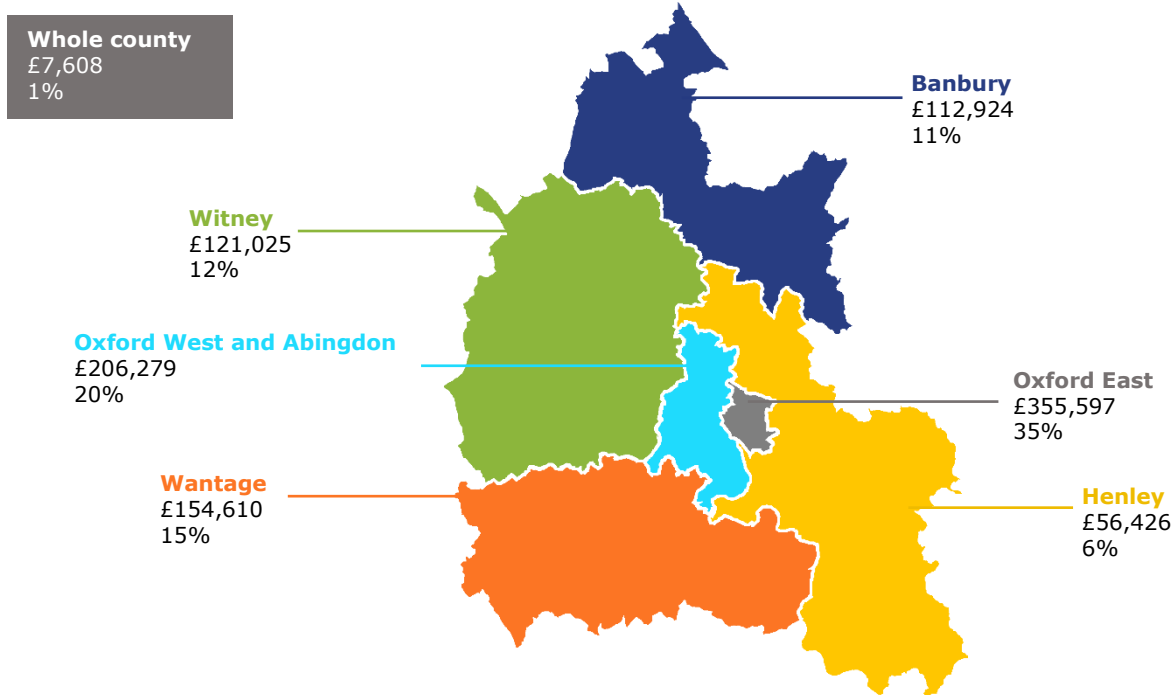 Whole county
£7,608
1%
Banbury
£112,924
11%
Witney
£121,025
12%
Oxford West and Abingdon
£206,279
20%
Oxford East
£355,597
35%
Wantage
£154,610
15%
Henley
£56,426
6%